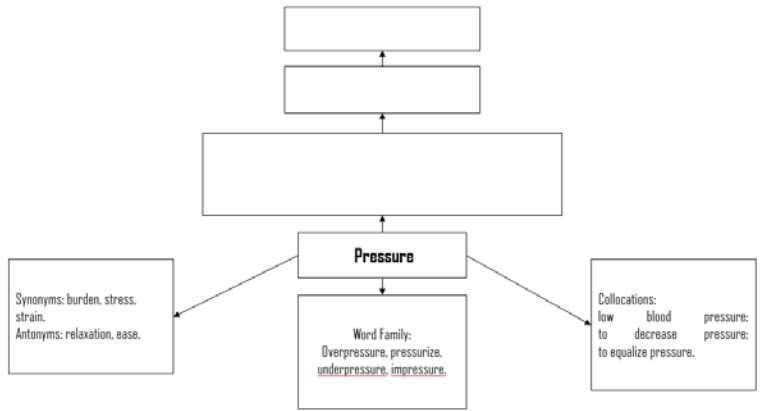 Pressure
Synonyms: burden, stress,
strain.
Antonyms: relaxation, ease.
Word Family:
Overpressure, pressurize,
underpressure, impressure.
Collocations:
low blood pressure;
to decrease pressure;
to equalize pressure.